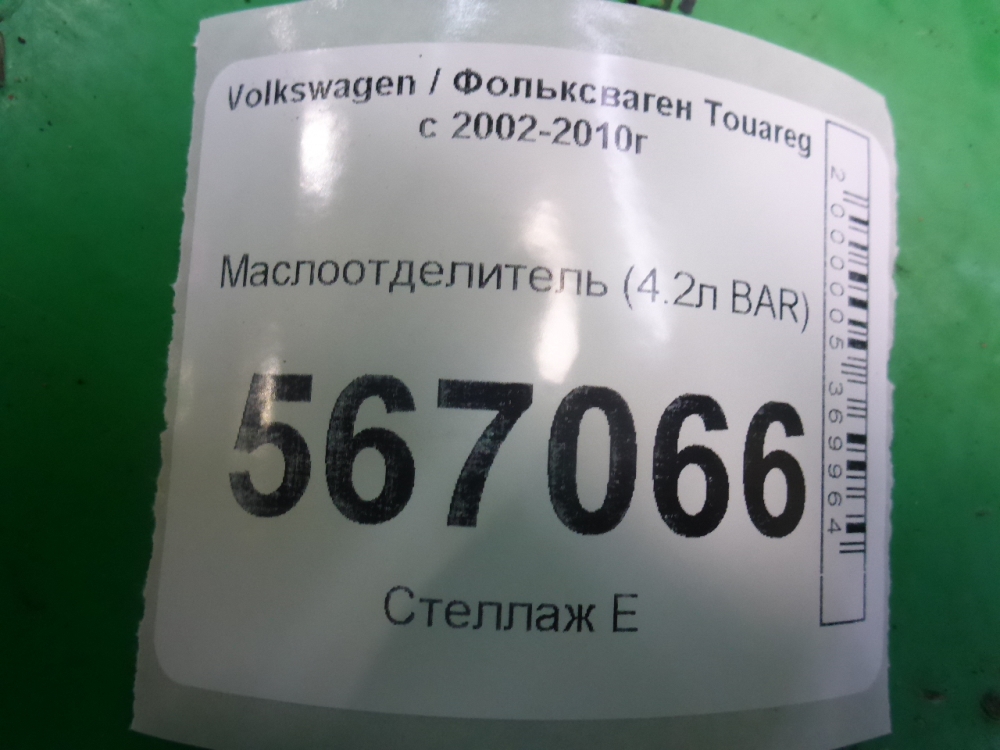 Volkswagen / Фольксваген Touareg
с 2002-2010г
Маслоотделитель (4.2л BAR)
567066
Стеллаж Е
2000005369964